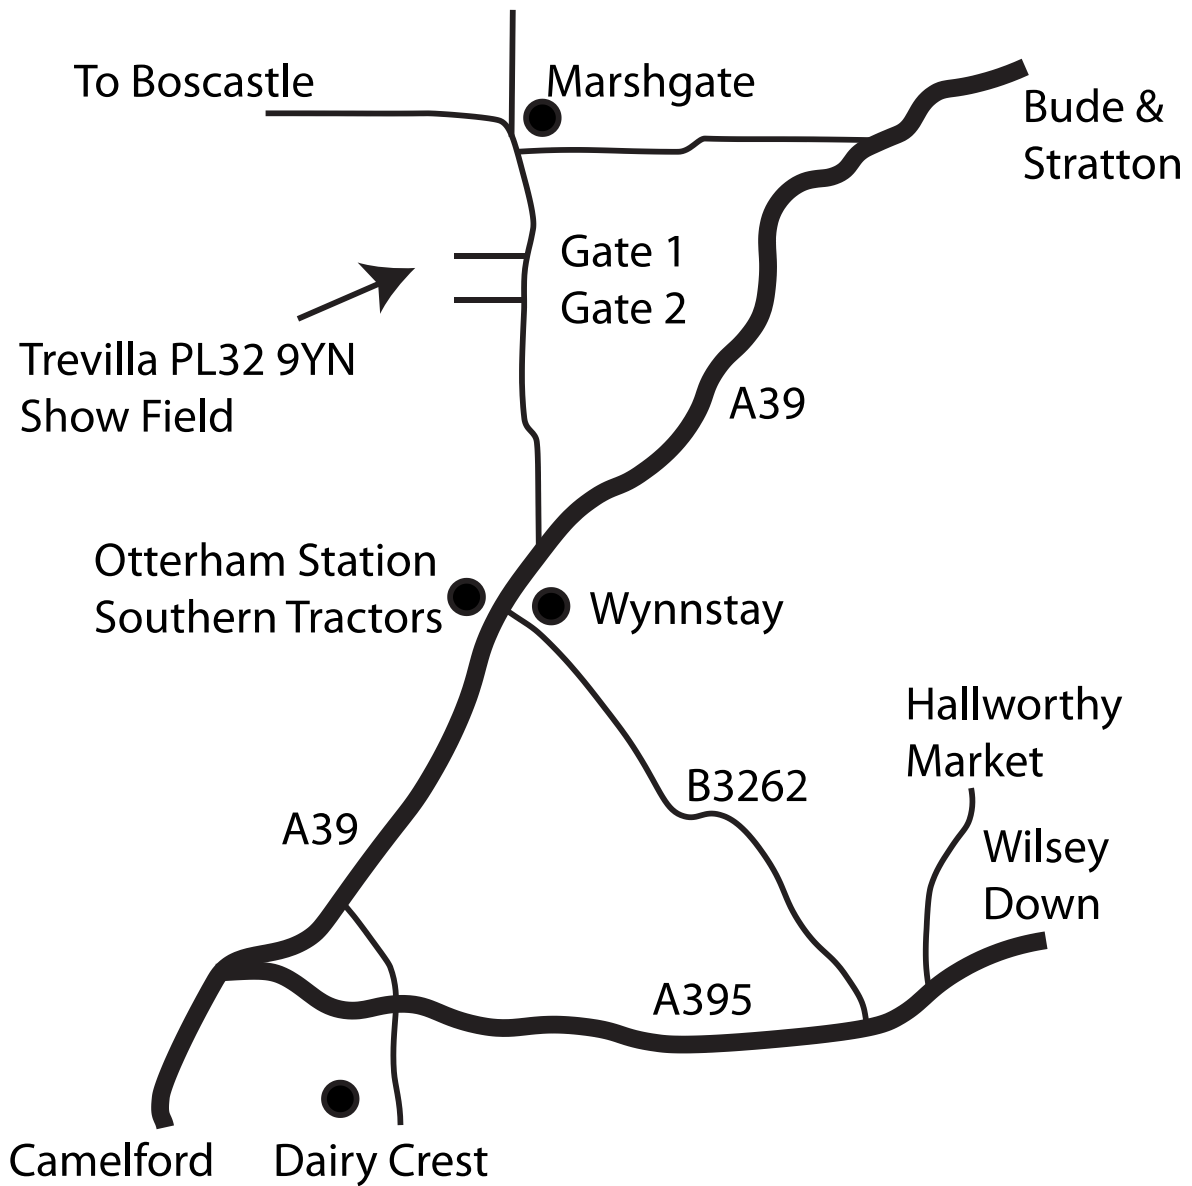 To Boscastle
Marshgate
Bude &
Stratton
Gate 1
Gate 2
Trevilla PL32 9YN
Show Field
A39
Otterham Station
Southern Tractors
Wynnstay
Hallworthy
Market
B3262
A39
Wilsey
Down
A395
Camelford
Dairy Crest